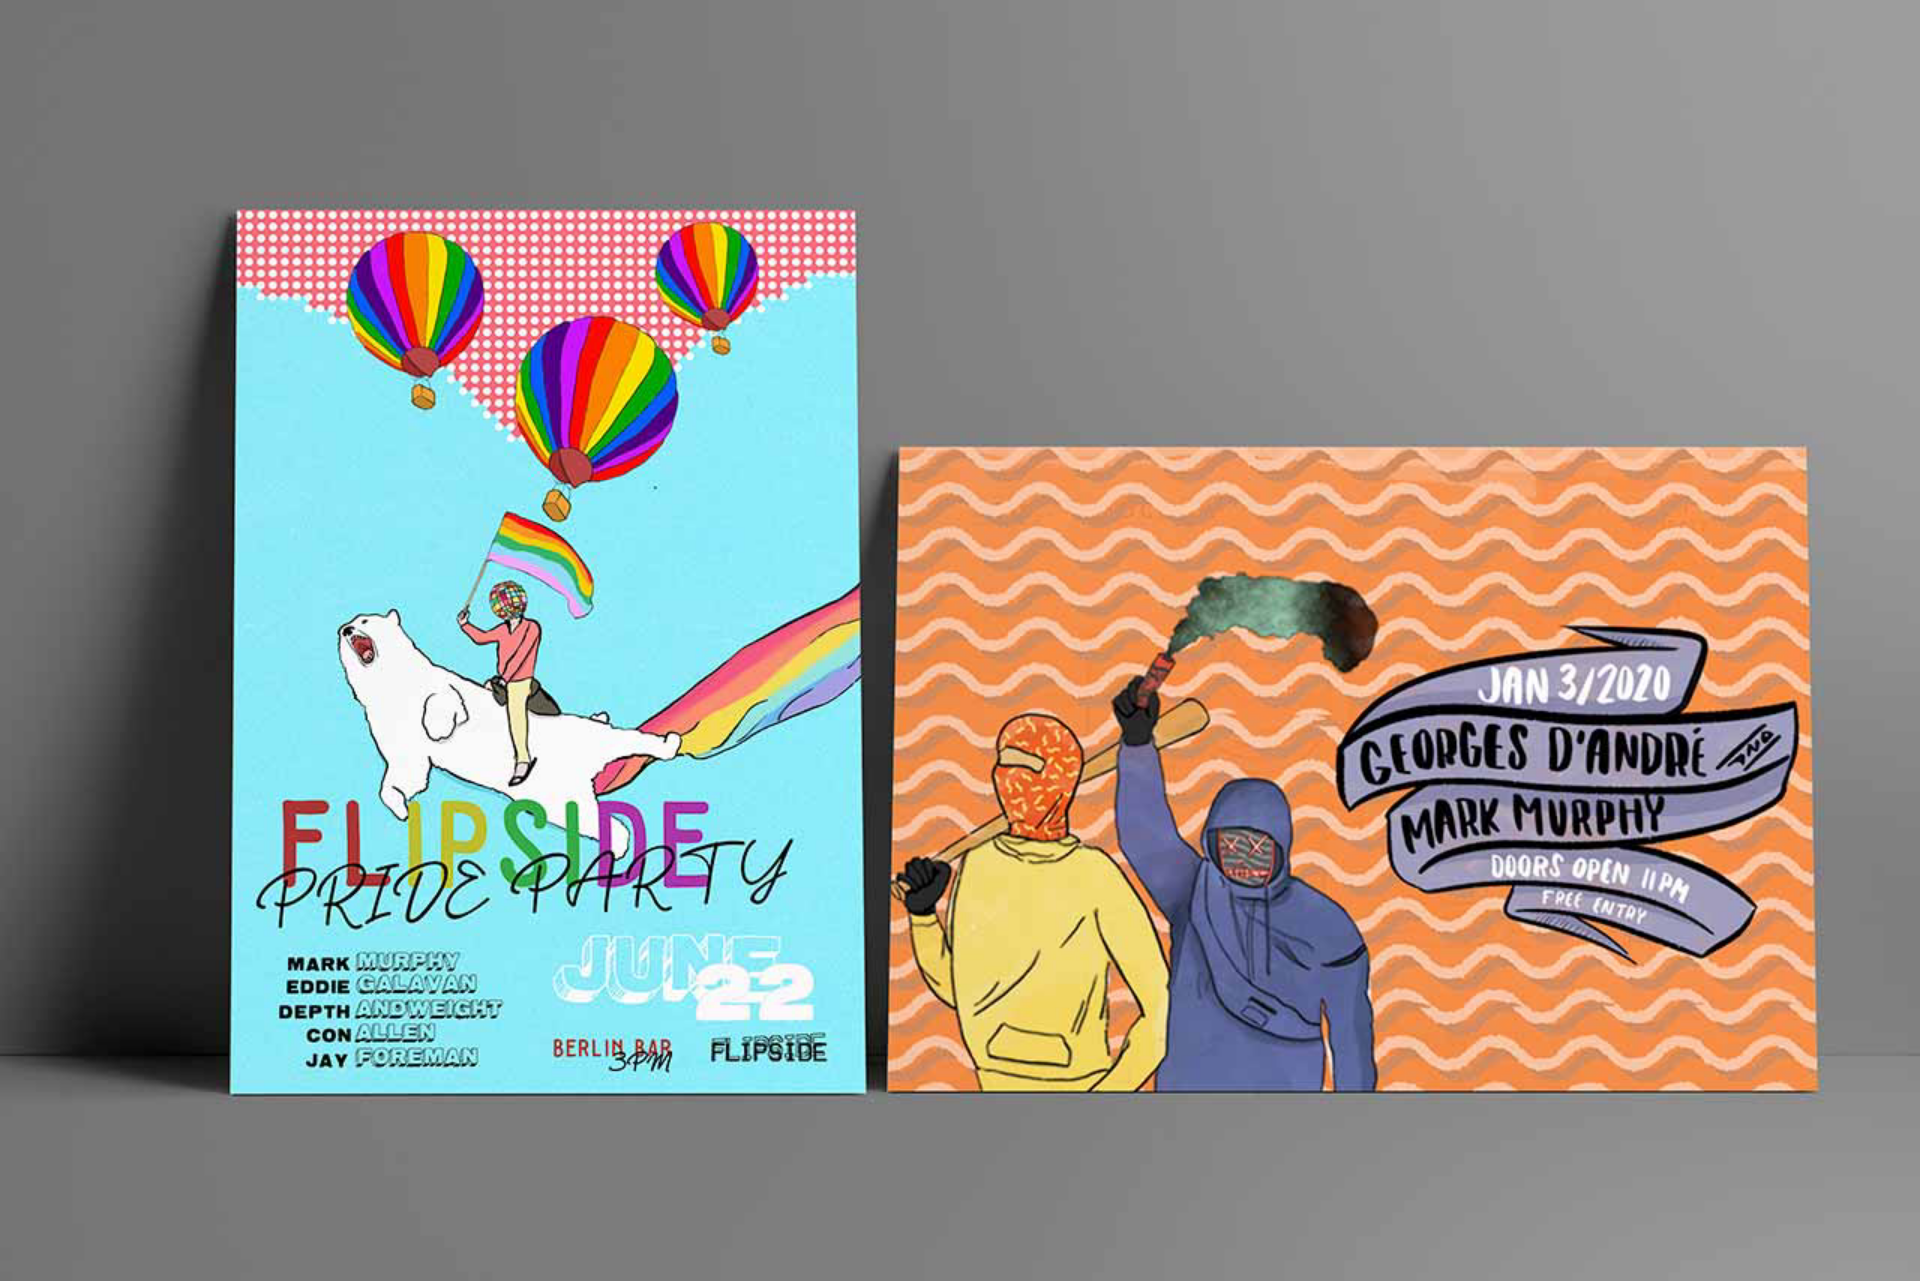 FLIPSIDE
PRIDE PARTY
MARK MURPHY
EDDIE GALAVAN
DEPTH ANDWEIGHT
CON ALLEN
JAY FOREMAN
JUNE
22
BERLIN BAR
3PM
FLIPSIDE
JAN 3/2020
GEORGES D'ANDRÉ AND
MARK MURPHY
DOORS OPEN 11PM
FREE ENTRY